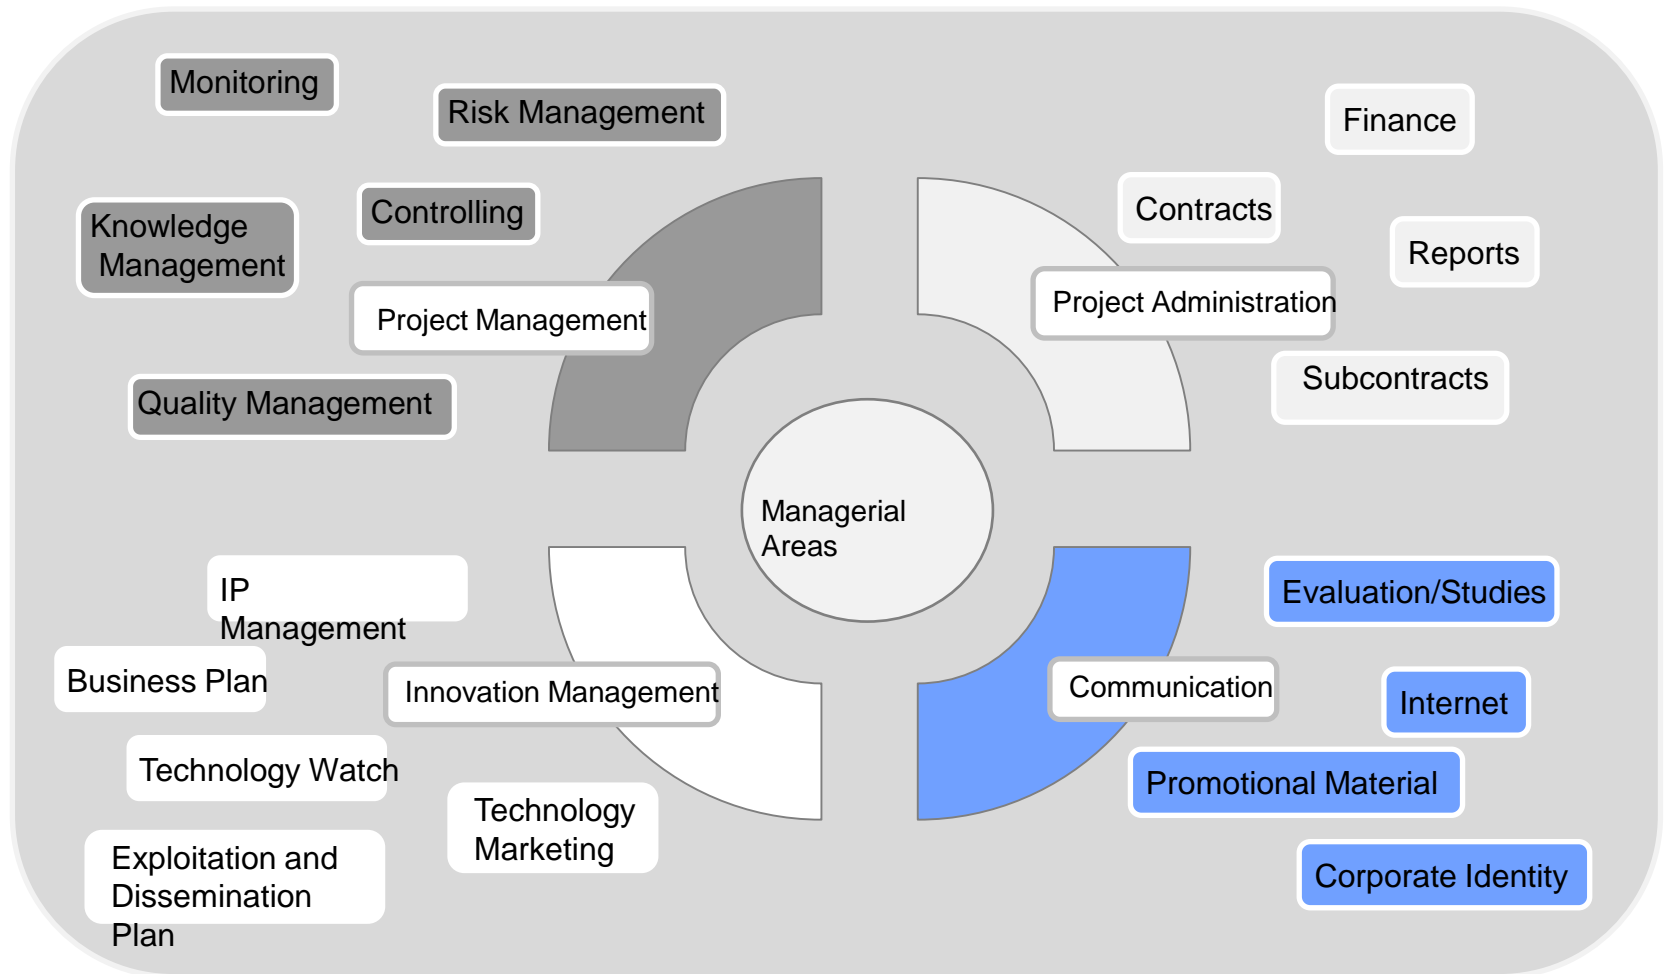 Monitoring
Risk Management
Knowledge
Management
Controlling
Project Management
Quality Management
Finance
Contracts
Reports
Project Administration
Subcontracts
Managerial
Areas
IP
Management
Business Plan
Innovation Management
Technology Watch
Technology
Marketing
Exploitation and
Dissemination
Plan
Evaluation/Studies
Communication
Internet
Promotional Material
Corporate Identity